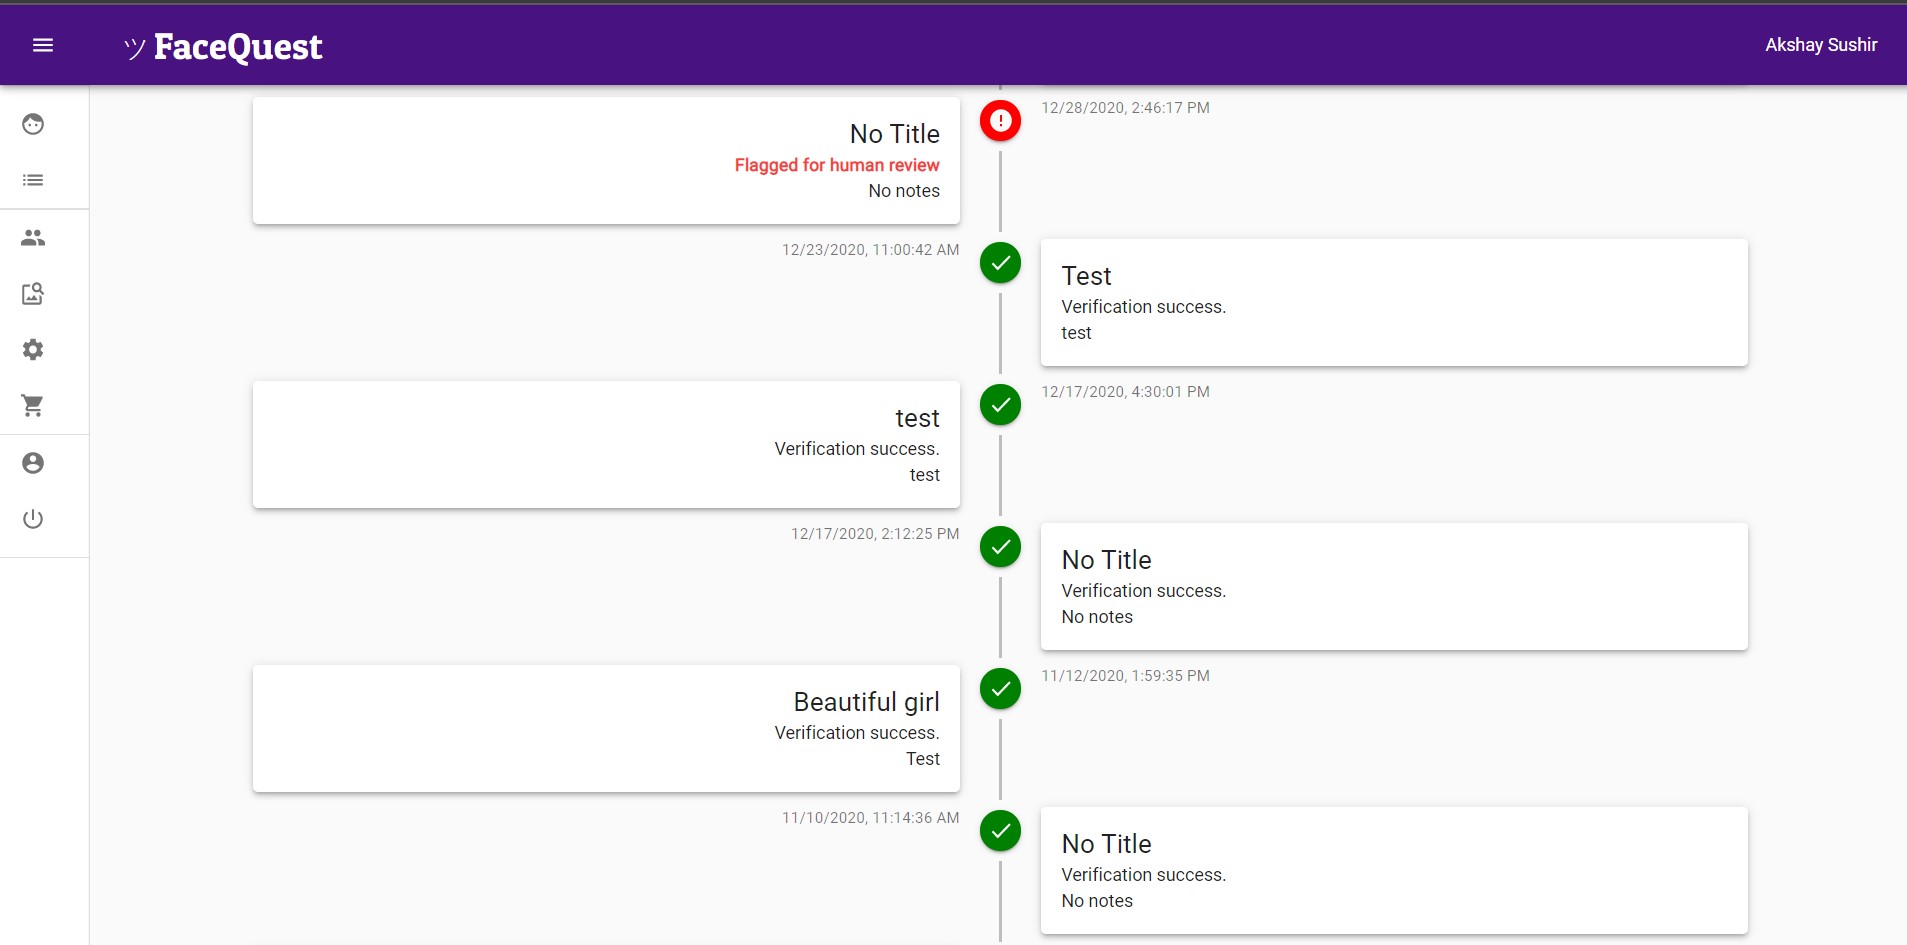 ツ FaceQuest
Akshay Sushir
No Title
Flagged for human review
No notes
12/28/2020, 2:46:17 PM
12/23/2020, 11:00:42 AM
Test
Verification success.
test
test
Verification success.
test
12/17/2020, 4:30:01 PM
12/17/2020, 2:12:25 PM
No Title
Verification success.
No notes
Beautiful girl
Verification success.
Test
11/12/2020, 1:59:35 PM
11/10/2020, 11:14:36 AM
No Title
Verification success.
No notes